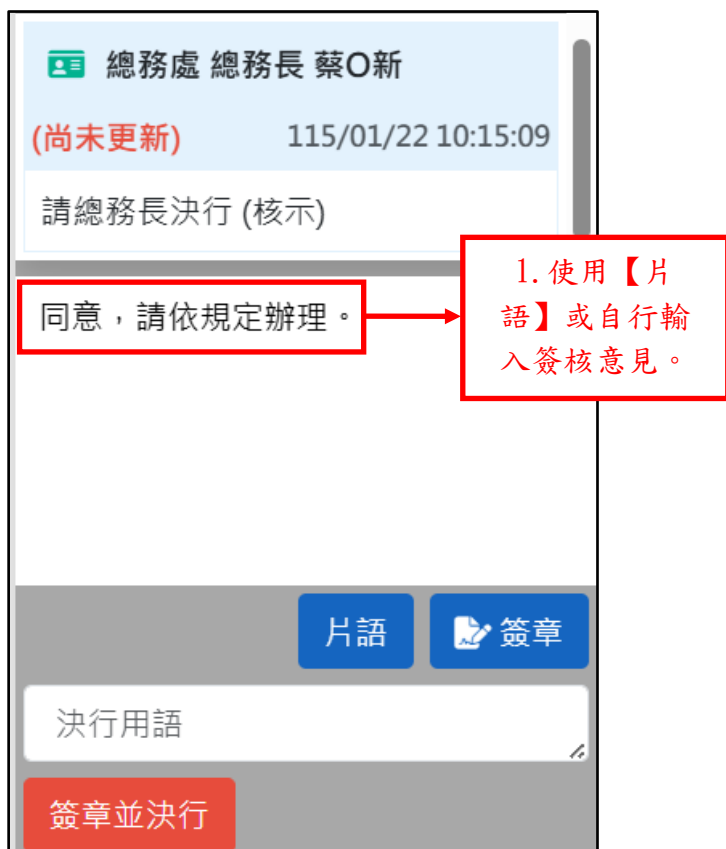 總務處 總務長 蔡O新
(尚未更新) 115/01/22 10:15:09
請總務長決行 (核示)
同意，請依規定辦理。
1.使用【片
語】或自行輸
入簽核意見。
片語 簽章
決行用語
簽章並決行